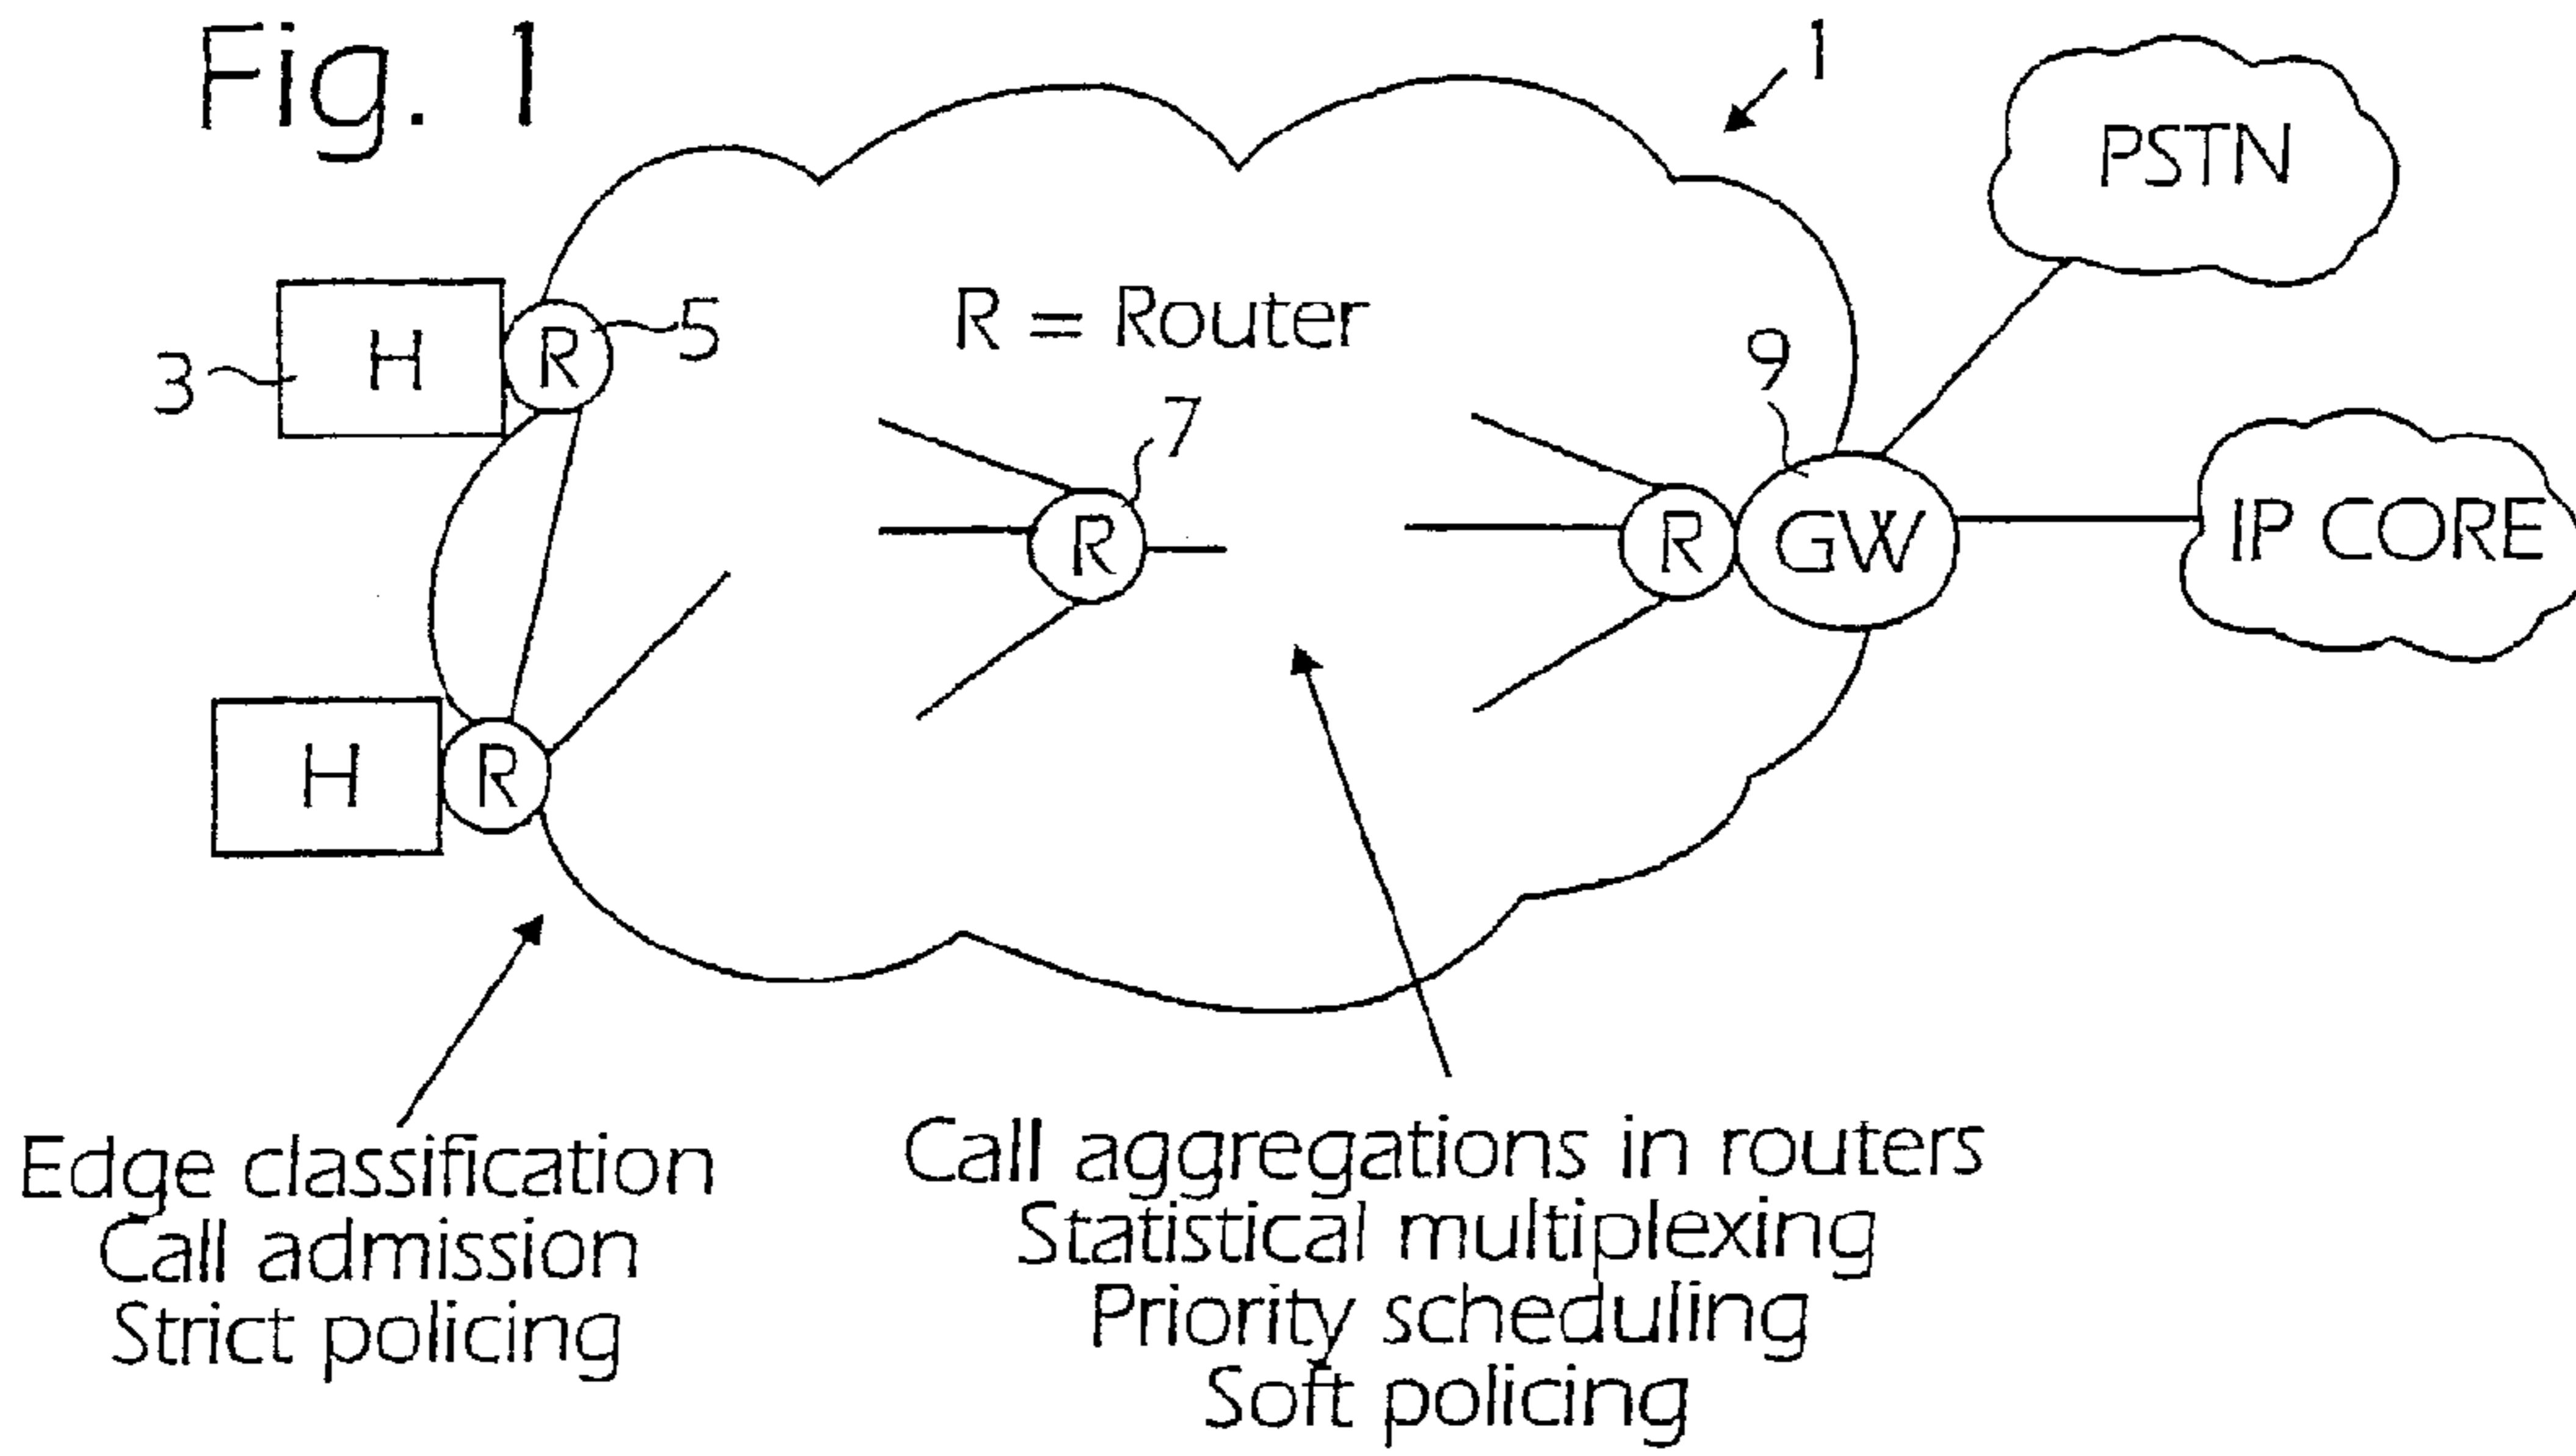 Fig. 1
1
PSTN
H
R
5
3
R = Router
9
7
R
R
GW
IP CORE
H
R
Edge classification
Call admission
Strict policing
Call aggregations in routers
Statistical multiplexing
Priority scheduling
Soft policing